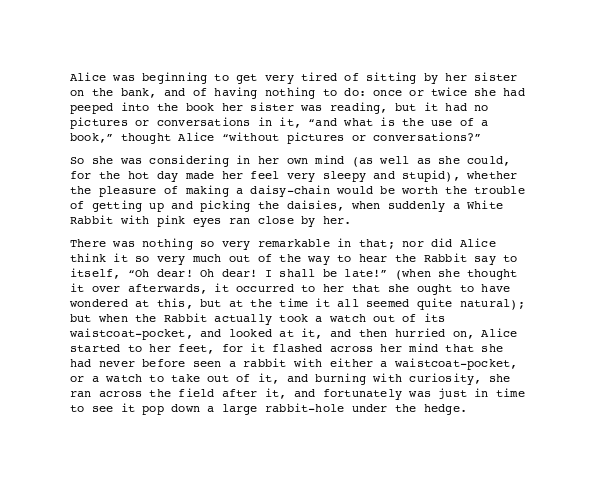 Alice was beginning to get very tired of sitting by her sister
on the bank, and of having nothing to do: once or twice she had
peeped into the book her sister was reading, but it had no
pictures or conversations in it, “and what is the use of a
book,” thought Alice “without pictures or conversations?”
So she was considering in her own mind (as well as she could,
for the hot day made her feel very sleepy and stupid), whether
the pleasure of making a daisy-chain would be worth the trouble
of getting up and picking the daisies, when suddenly a White
Rabbit with pink eyes ran close by her.
There was nothing so very remarkable in that; nor did Alice
think it so very much out of the way to hear the Rabbit say to
itself, “Oh dear! Oh dear! I shall be late!” (when she thought
it over afterwards, it occurred to her that she ought to have
wondered at this, but at the time it all seemed quite natural);
but when the Rabbit actually took a watch out of its
waistcoat-pocket, and looked at it, and then hurried on, Alice
started to her feet, for it flashed across her mind that she
had never before seen a rabbit with either a waistcoat-pocket,
or a watch to take out of it, and burning with curiosity, she
ran across the field after it, and fortunately was just in time
to see it pop down a large rabbit-hole under the hedge.